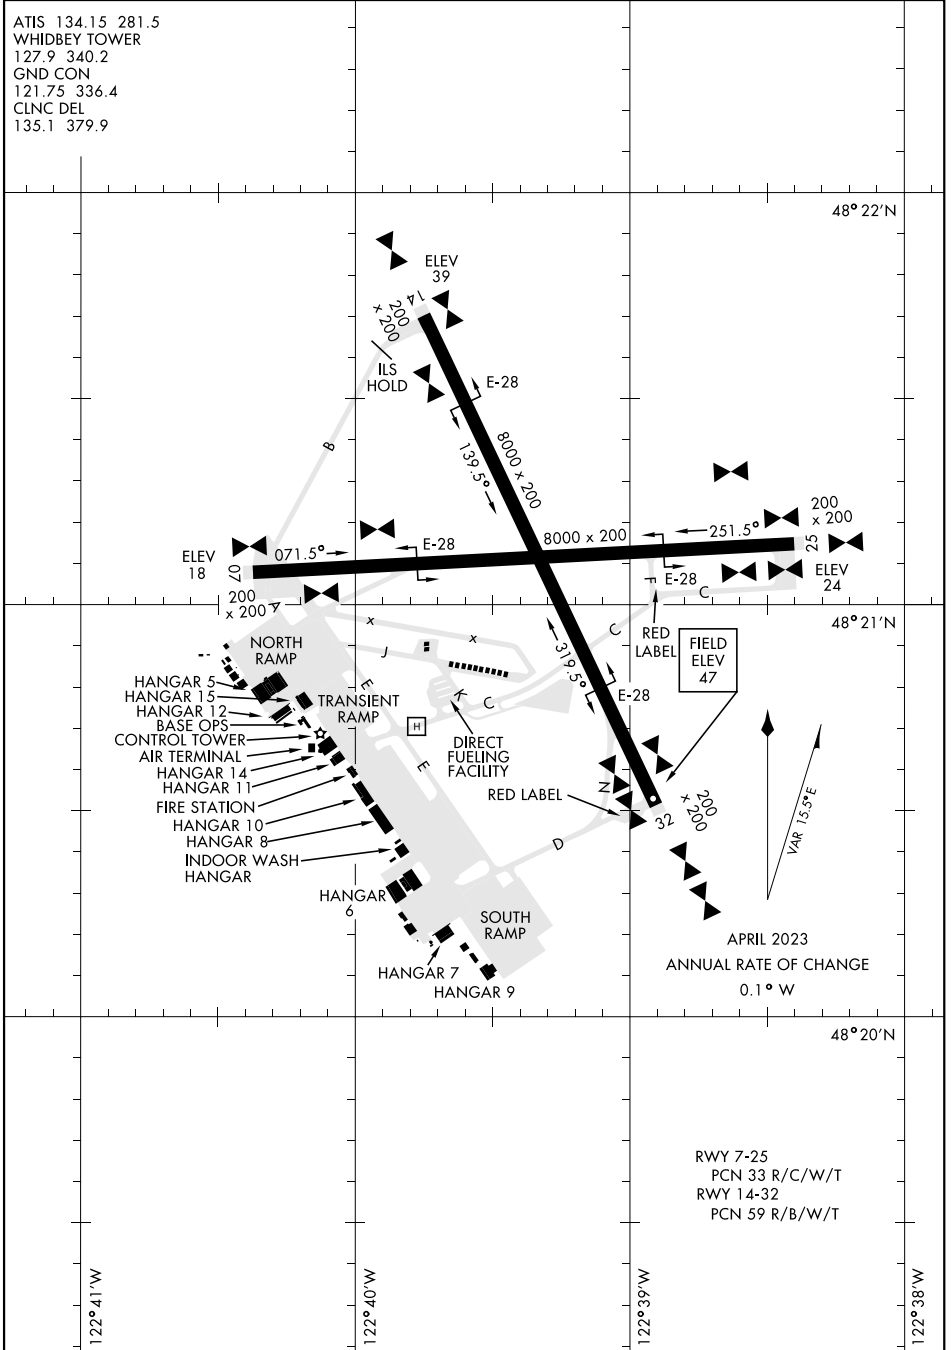 ATIS 134.15 281.5
WHIDBEY TOWER
127.9 340.2
GND CON
121.75 336.4
CLNC DEL
135.1 379.9
48°22'N
ELEV
39
14
200
x 200
ILS
HOLD
E-28
B
139.5°
8000 x 200
200
x 200
8000 x 200
251.5°
25
ELEV
18
07
071.5°
E-28
E-28
ELEV
24
F
C
200
x 200
A
48°21'N
x
x
J
C
RED
LABEL
FIELD
ELEV
47
NORTH
RAMP
E
319.5°
E-28
K
C
HANGAR 5
HANGAR 15
HANGAR 12
BASE OPS
CONTROL TOWER
AIR TERMINAL
HANGAR 14
HANGAR 11
FIRE STATION
HANGAR 10
HANGAR 8
INDOOR WASH
HANGAR
TRANSIENT
RAMP
H
E
DIRECT
FUELING
FACILITY
RED LABEL
N
D
32
200
x 200
VAR 15.5°E
HANGAR
6
SOUTH
RAMP
HANGAR 7
HANGAR 9
APRIL 2023
ANNUAL RATE OF CHANGE
0.1° W
48°20'N
RWY 7-25
PCN 33 R/C/W/T
RWY 14-32
PCN 59 R/B/W/T
122°41'W
122°40'W
122°39'W
122°38'W